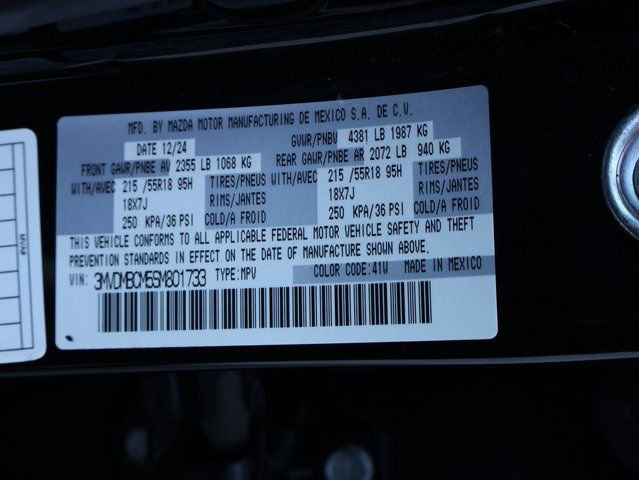 MFD. BY MAZDA MOTOR MANUFACTURING DE MEXICO S.A. DE C.V.
DATE 12/24 GVWR/PNBV 4381 LB 1987 KG
FRONT GAWR/PNBE AV 2355 LB 1068 KG REAR GAWR/PNBE AR 2072 LB 940 KG
WITH/AVEC 215 /55R18 95H TIRES/PNEUS WITH/AVEC 215 /55R18 95H TIRES/PNEUS
18X7J RIMS/JANTES 18X7J RIMS/JANTES
250 KPA/36 PSI COLD/A FROID 250 KPA/36 PSI COLD/A FROID
THIS VEHICLE CONFORMS TO ALL APPLICABLE FEDERAL MOTOR VEHICLE SAFETY AND THEFT
PREVENTION STANDARDS IN EFFECT ON THE DATE OF MANUFACTURE SHOWN ABOVE.
VIN: 3MVDMBCM5SM801733 TYPE:MPV COLOR CODE:41W MADE IN MEXICO
MVAB